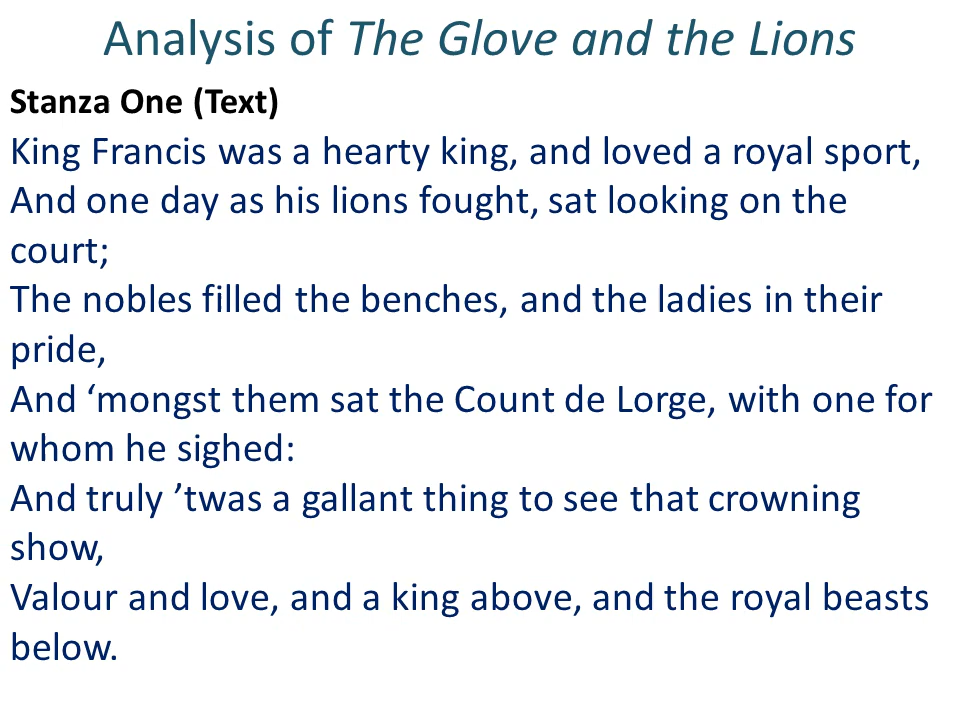 Analysis of The Glove and the Lions
Stanza One (Text)
King Francis was a hearty king, and loved a royal sport,
And one day as his lions fought, sat looking on the
court;
The nobles filled the benches, and the ladies in their
pride,
And ‘mongst them sat the Count de Lorge, with one for
whom he sighed:
And truly ’twas a gallant thing to see that crowning
show,
Valour and love, and a king above, and the royal beasts
below.